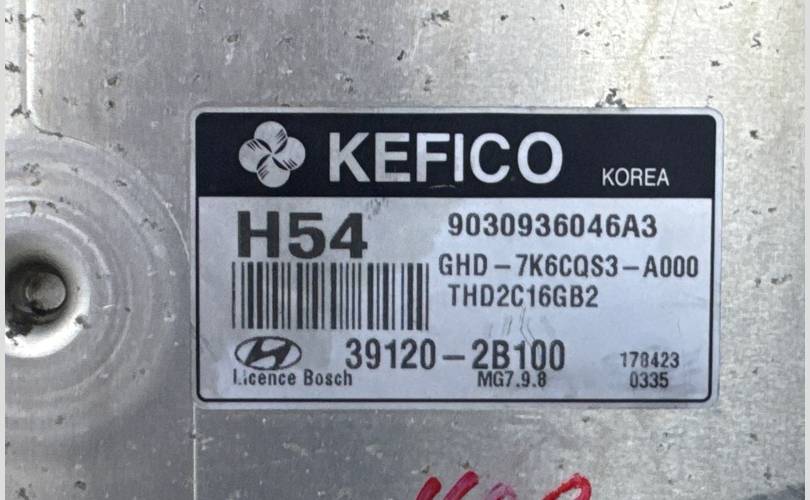 KEFICO KOREA
H54
9030936046A3
GHD-7K6CQS3-A000
THD2C16GB2
39120-2B100
178423
Licence Bosch
MG7.9.8
0335